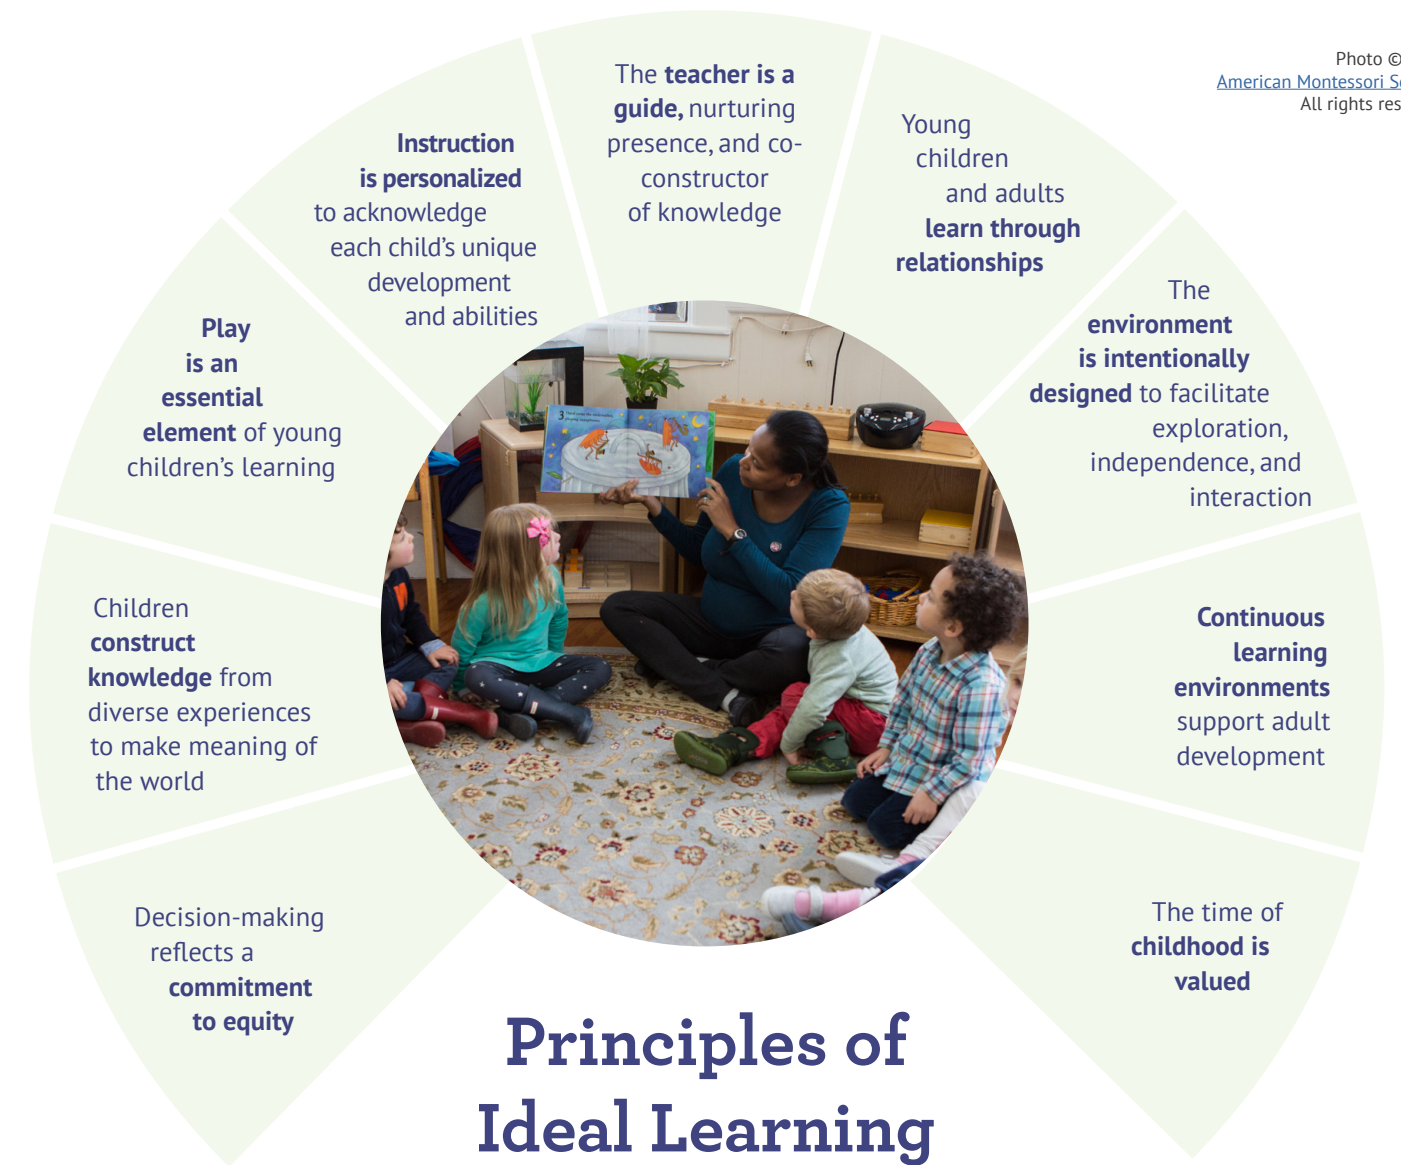 Photo ©
American Montessori S
All rights res
The teacher is a
guide, nurturing
presence, and co-
constructor
of knowledge
Instruction
is personalized
to acknowledge
each child's unique
development
and abilities
Young
children
and adults
learn through
relationships
Play
is an
essential
element of young
children's learning
The
environment
is intentionally
designed to facilitate
exploration,
independence, and
interaction
Children
construct
knowledge from
diverse experiences
to make meaning of
the world
Continuous
learning
environments
support adult
development
Decision-making
reflects a
commitment
to equity
The time of
childhood is
valued
3
Principles of
Ideal Learning